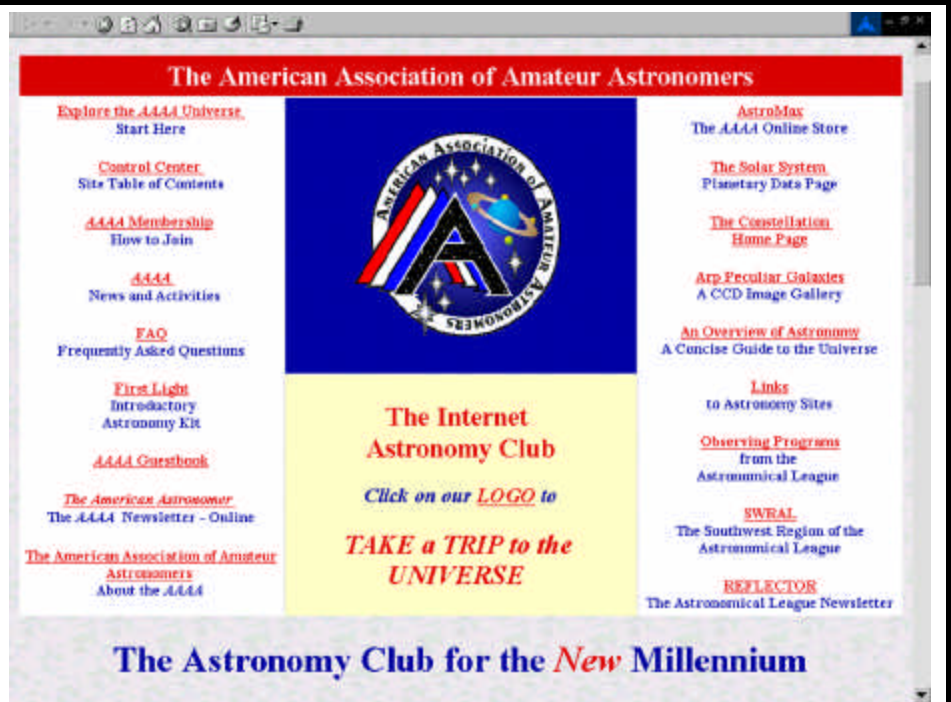 The American Association of Amateur Astronomers
Explore the AAAA Universe
Start Here
Control Center
Site Table of Contents
AAAA Membership
How to Join
AAAA
News and Activities
FAQ
Frequently Asked Questions
First Light
Introductory
Astronomy Kit
AAAA Guestbook
The American Astronomer
The AAAA Newsletter - Online
The American Association of Amateur
Astronomers
About the AAAA
AMERICAN ASSOCIATION OF AMATEUR ASTRONOMERS
A
The Internet
Astronomy Club
Click on our LOGO to
TAKE a TRIP to the
UNIVERSE
AstroMax
The AAAA Online Store
The Solar System
Planetary Data Page
The Constellation
Home Page
Arp Peculiar Galaxies
A CCD Image Gallery
An Overview of Astronomy
A Concise Guide to the Universe
Links
to Astronomy Sites
Observing Programs
from the
Astronomical League
SWRAL
The Southwest Region of the
Astronomical League
REFLECTOR
The Astronomical League Newsletter
The Astronomy Club for the New Millennium